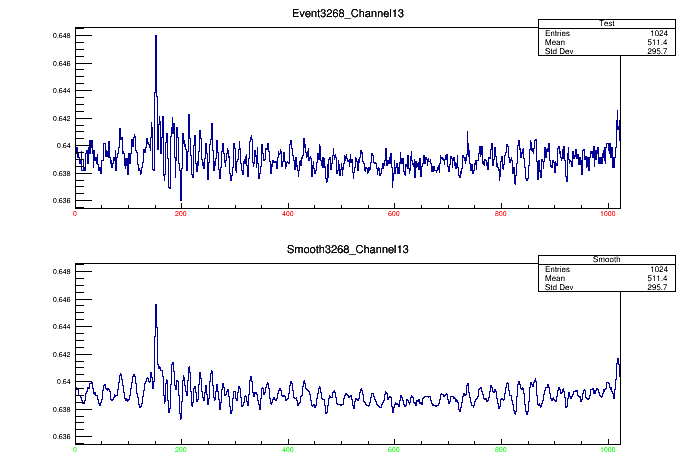 Event3268_Channel13
Test
Entries 1024
Mean 511.4
Std Dev 295.7
0.648
0.646
0.644
0.642
0.64
0.638
0.636
0 200 400 600 800 1000
Smooth3268_Channel13
Smooth
Entries 1024
Mean 511.4
Std Dev 295.7
0.648
0.646
0.644
0.642
0.64
0.638
0.636
0 200 400 600 800 1000